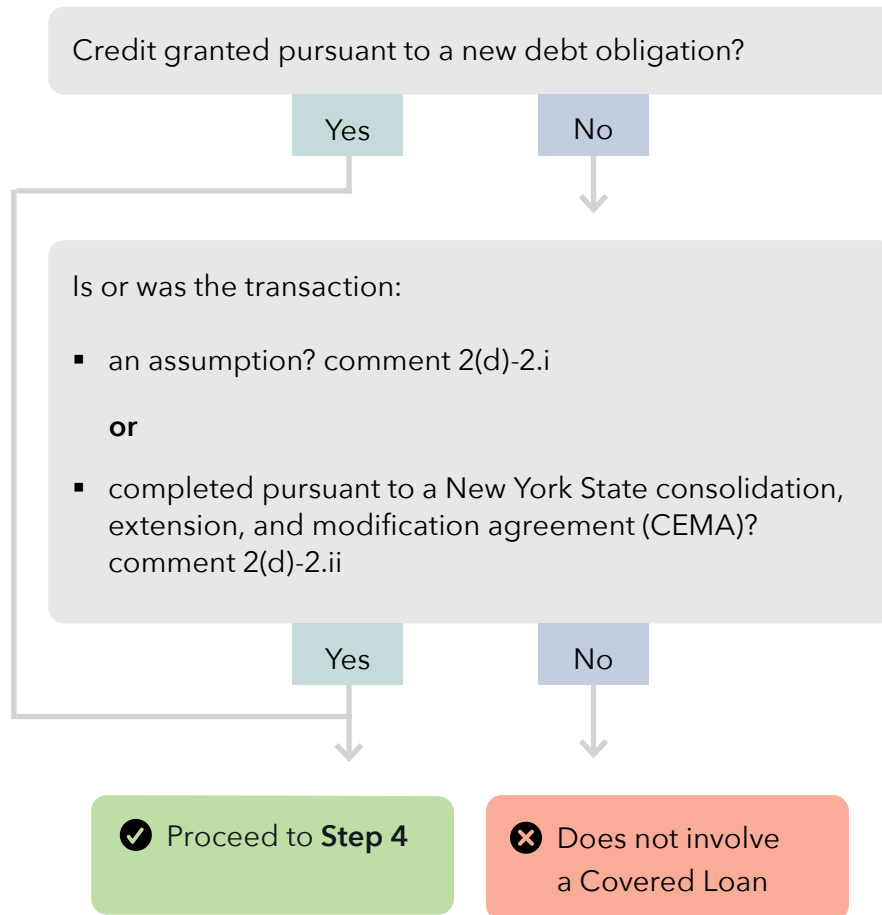 Credit granted pursuant to a new debt obligation?
Yes
No
Is or was the transaction:
▪ an assumption? comment 2(d)-2.i
or
▪ completed pursuant to a New York State consolidation,
extension, and modification agreement (CEMA)?
comment 2(d)-2.ii
Yes
No
Proceed to Step 4
Does not involve
a Covered Loan